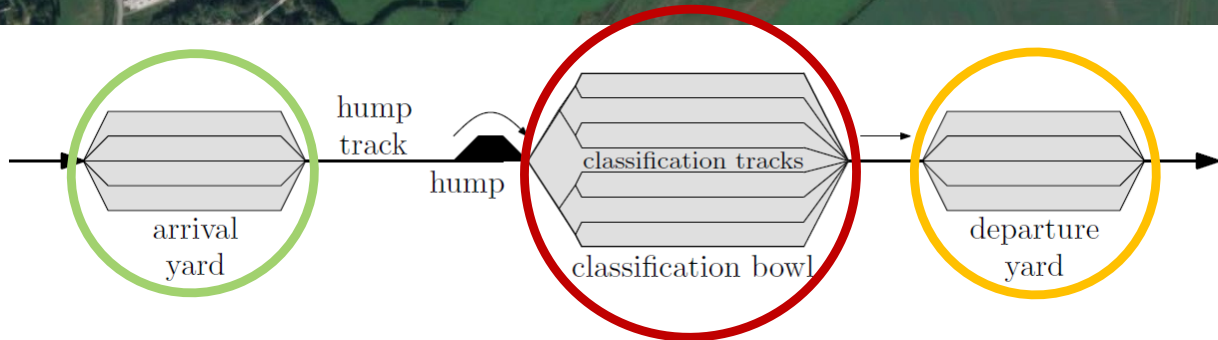 hump
track
hump
classification tracks
arrival
yard
classification bowl
departure
yard